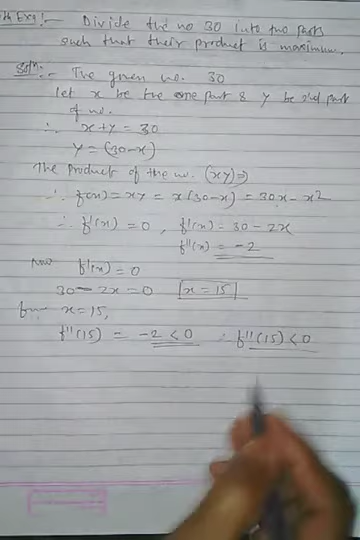 Ex 9:- Divide the no 30 into two parts
such that their product is maximum.
Solⁿ:- The given no. 30
let x be the one part & y be 2nd part
of no.
∴ x+y = 30
y = (30-x)
The Product of the no. (xy) ⇒
∴ f(x) = xy = x(30-x) = 30x - x²
∴ f'(x) = 0, f'(x) = 30 - 2x
f''(x) = -2
Now f'(x) = 0
30 - 2x = 0 x = 15
for x = 15,
f''(15) = -2 < 0 ∴ f''(15) < 0